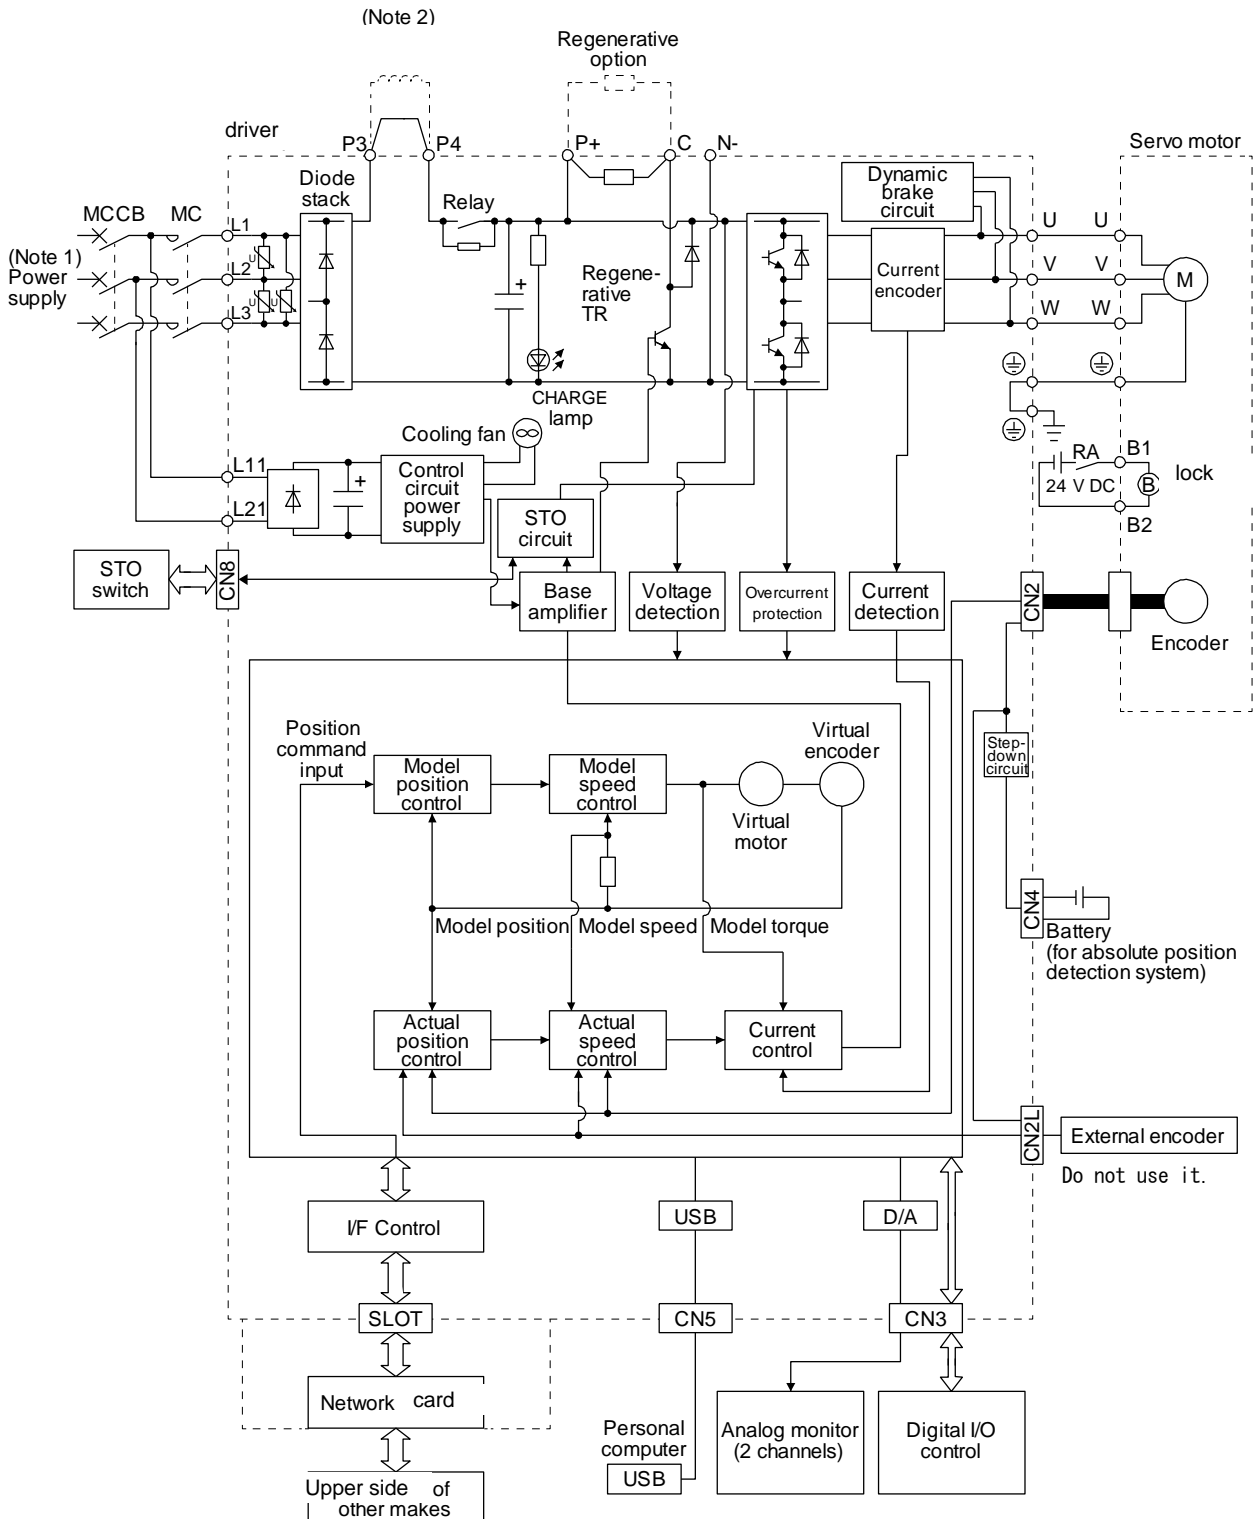 (Note 2)
Regenerative
option
driver
P3
P4
P+
C
N-
Servo motor
Diode
stack
Dynamic
brake
circuit
MCCB
MC
L1
Relay
U
U
(Note 1)
Power
supply
U
L2
Regene-
rative
TR
Current
encoder
V
V
M
U
U
L3
W
W
+
CHARGE
lamp
Cooling fan
L11
+
Control
circuit
power
supply
L21
STO
circuit
RA
B1
24 V DC
B
lock
B2
STO
switch
CN8
Base
amplifier
Voltage
detection
Overcurrent
protection
Current
detection
CN2
Encoder
Position
command
input
Virtual
encoder
Model
position
control
Model
speed
control
Virtual
motor
Step-
down
circuit
Model position
Model speed
Model torque
CN4
Battery
(for absolute position
detection system)
Actual
position
control
Actual
speed
control
Current
control
CN2L
External encoder
Do not use it.
I/F Control
USB
D/A
SLOT
CN5
CN3
Network card
Personal
computer
USB
Analog monitor
(2 channels)
Digital I/O
control
Upper side of
other makes